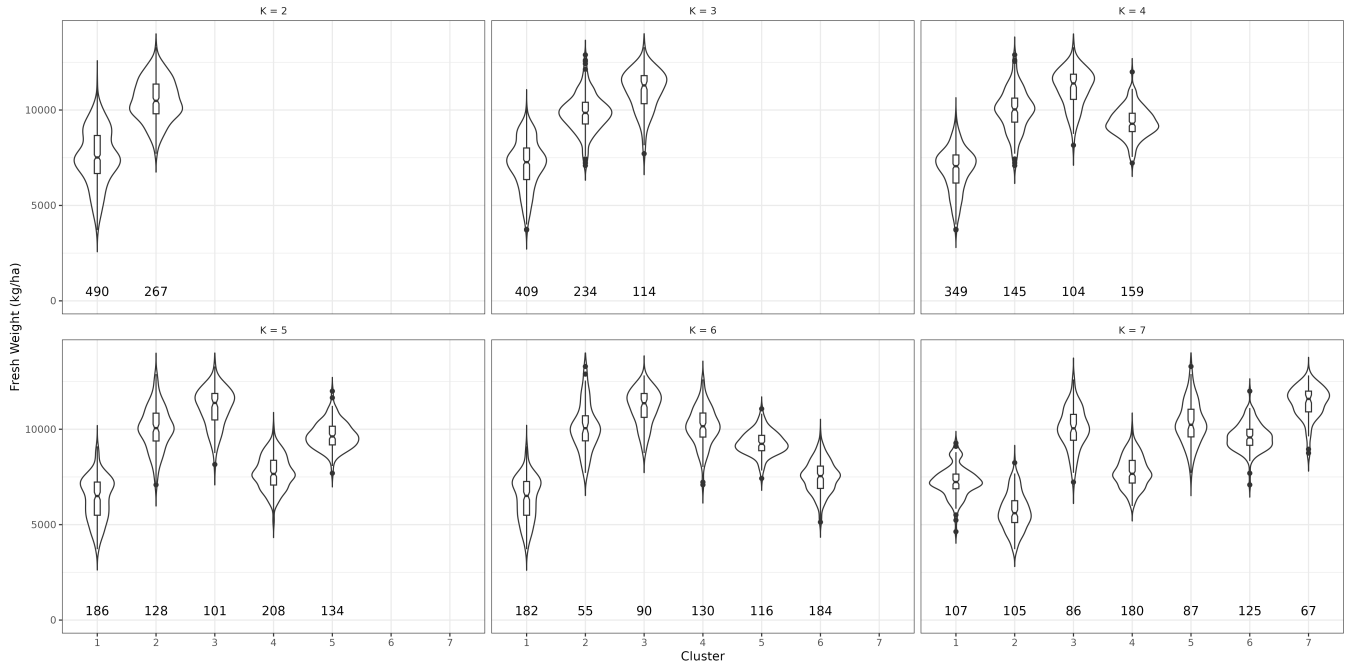 K = 2
K = 3
K = 4
10000
5000
0
490 267
409 234 114
349 145 104 159
Fresh Weight (kg/ha)
K = 5
K = 6
K = 7
10000
5000
0
186 128 101 208 134
182 55 90 130 116 184
107 105 86 180 87 125 67
1 2 3 4 5 6 7
1 2 3 4 5 6 7
1 2 3 4 5 6 7
Cluster